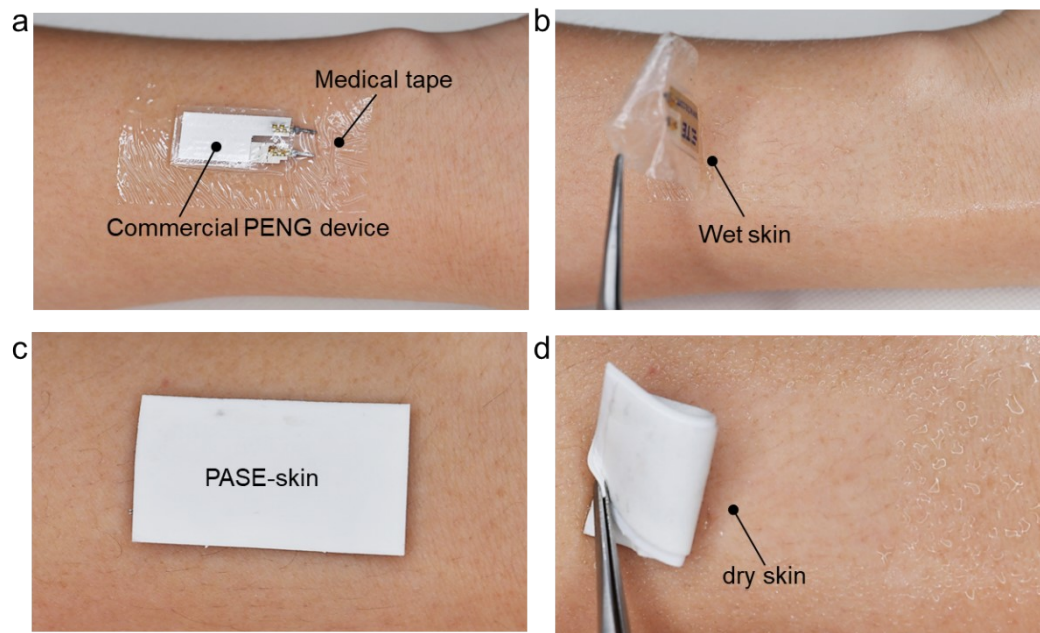 a
Medical tape
Commercial PENG device
b
Wet skin
c
PASE-skin
d
dry skin